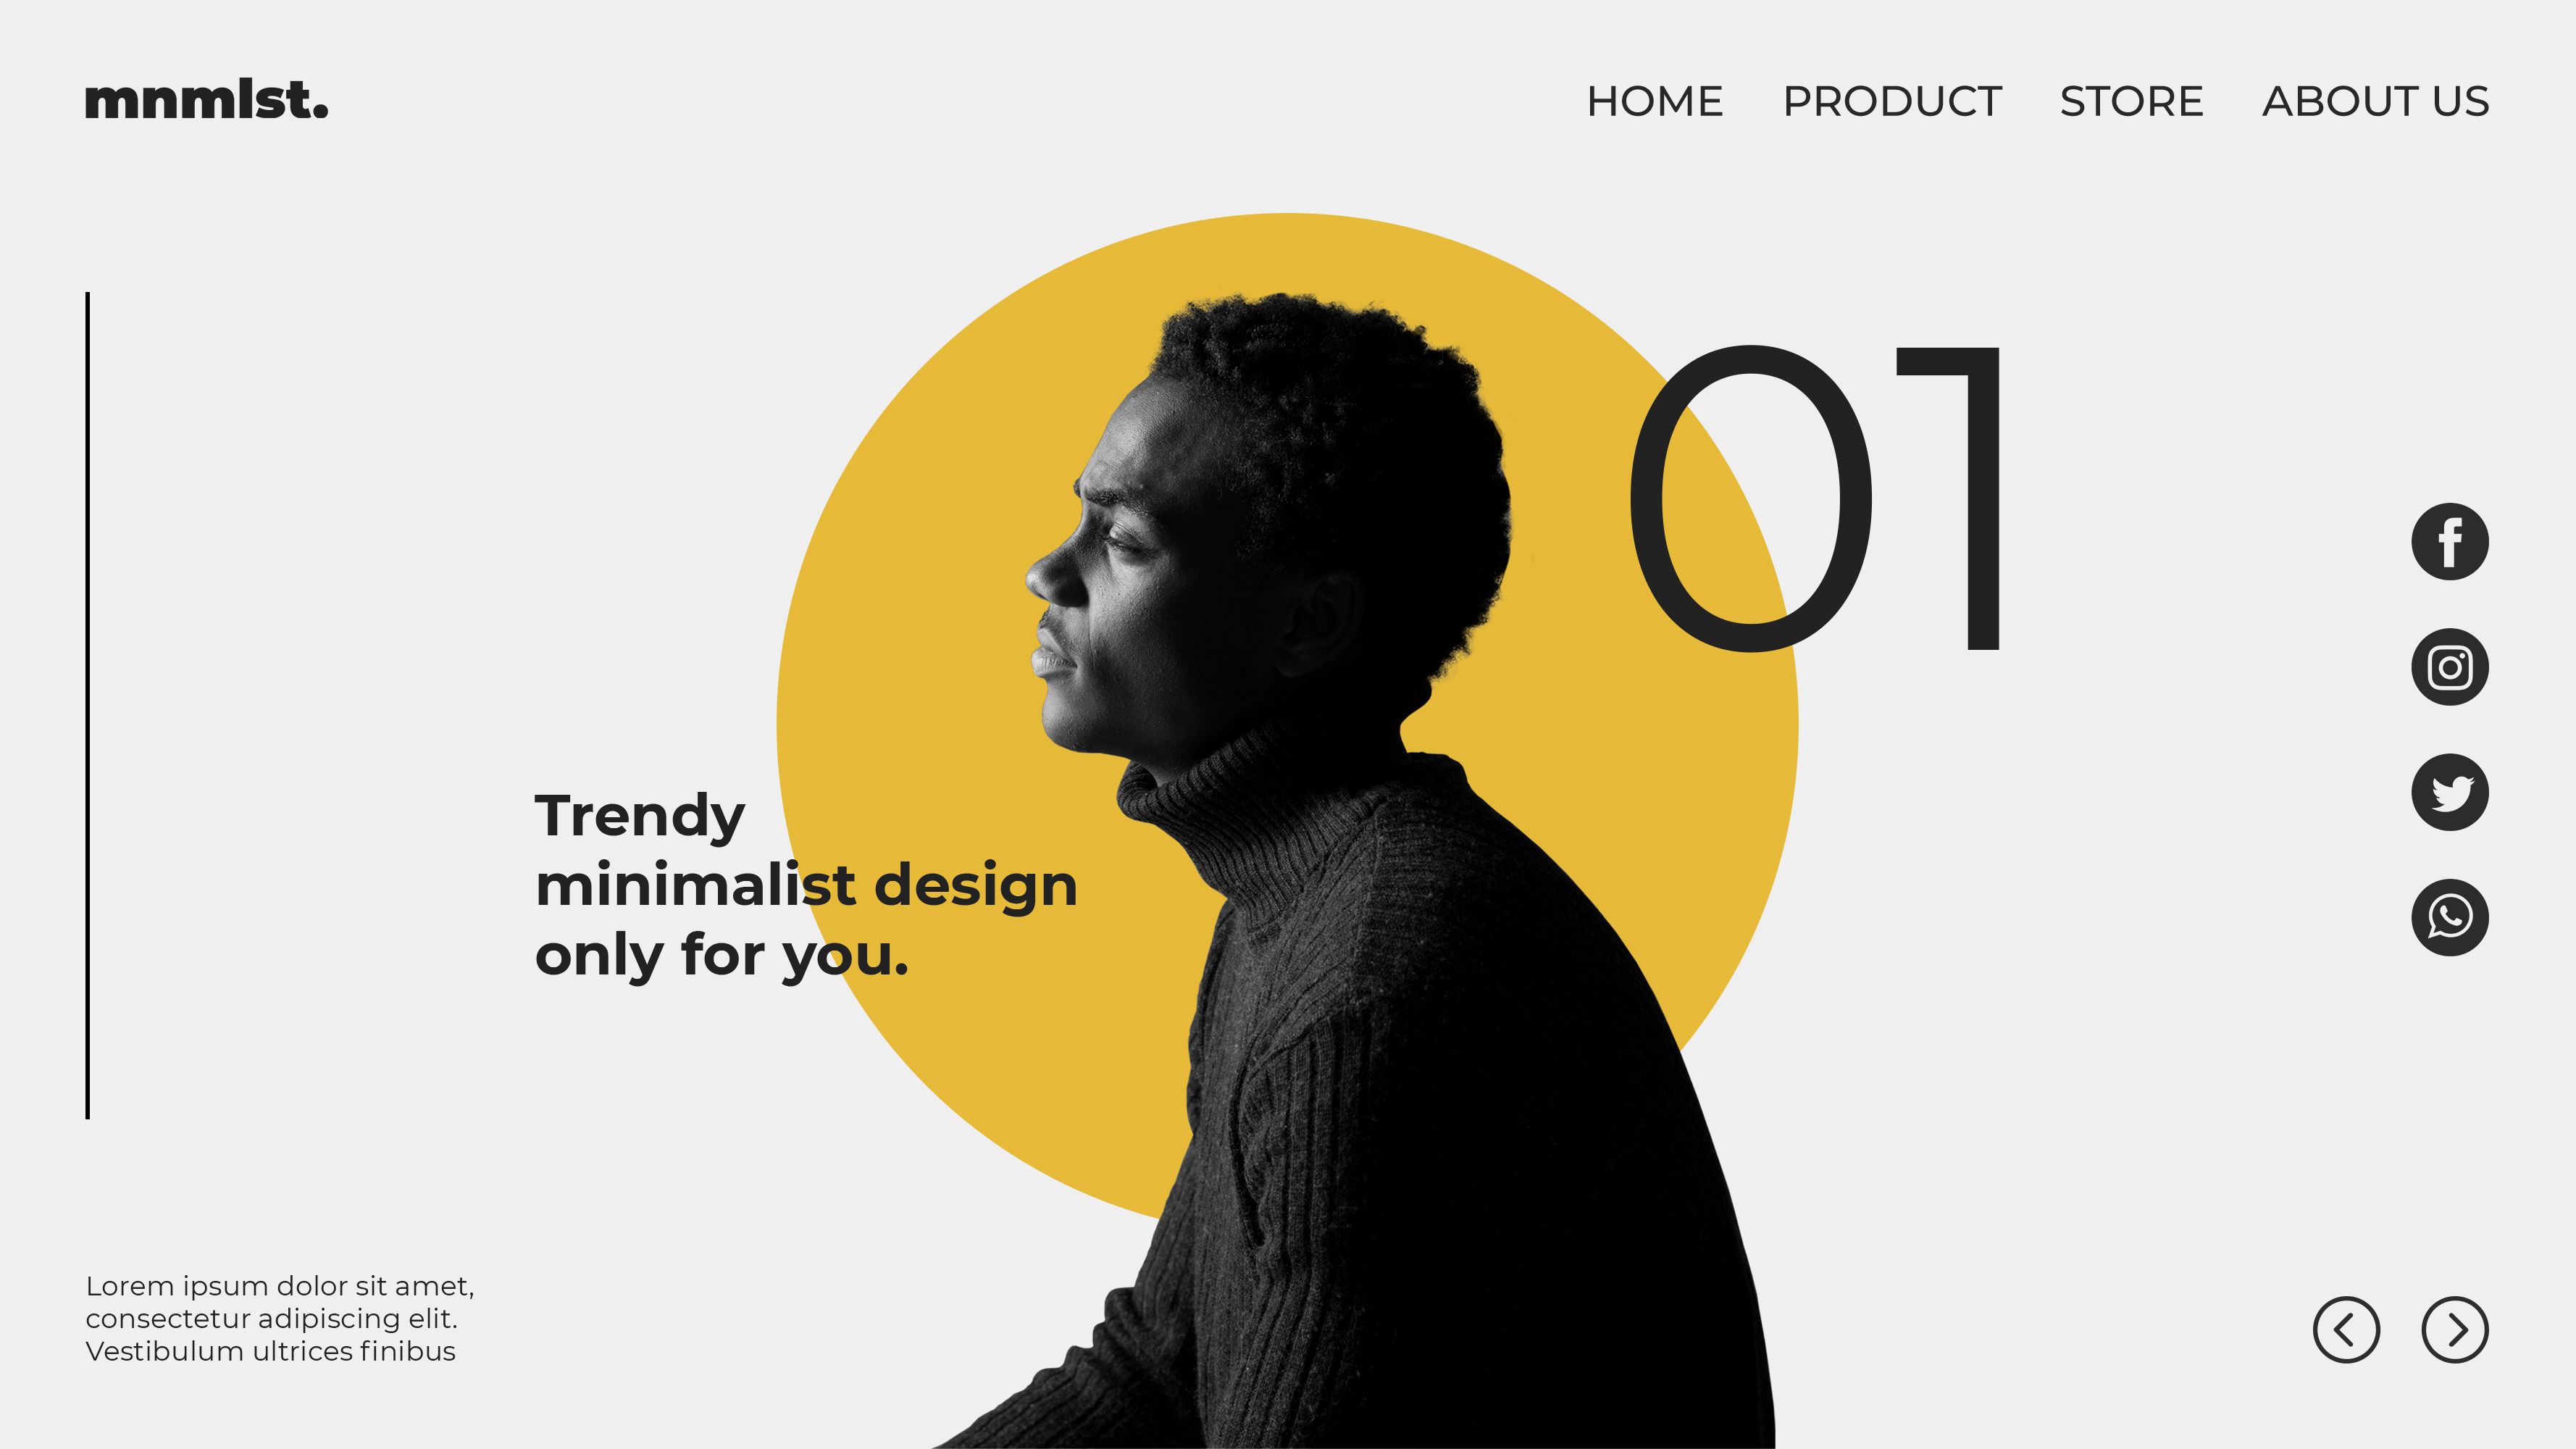 mnmlst.
HOME PRODUCT STORE ABOUT US
01
Trendy
minimalist design
only for you.
Lorem ipsum dolor sit amet,
consectetur adipiscing elit.
Vestibulum ultrices finibus